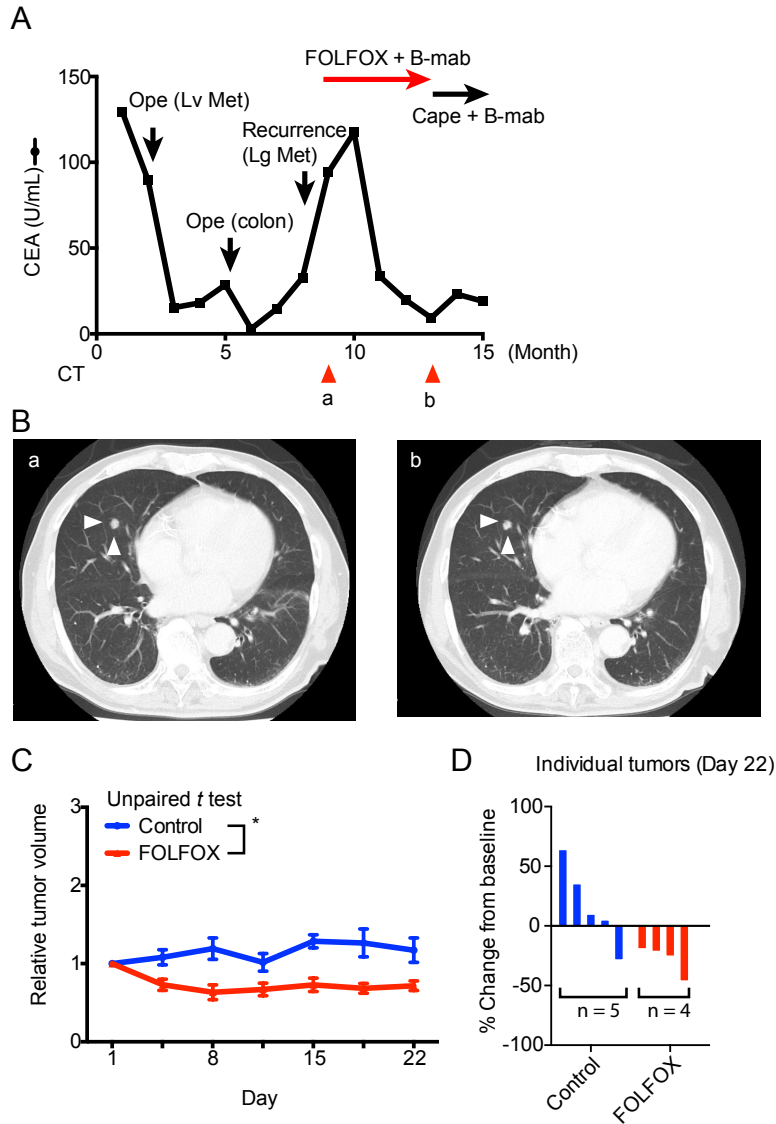 A
FOLFOX + B-mab
Cape + B-mab
150
100
50
0
CEA (U/mL)
Ope (Lv Met)
Recurrence
(Lg Met)
Ope (colon)
0
5
10
15
(Month)
CT
a
b
B
a
b
C
Unpaired t test
Control
FOLFOX
*
3
2
1
0
Relative tumor volume
1
8
15
22
Day
D
Individual tumors (Day 22)
100
50
0
-50
-100
% Change from baseline
n = 5
n = 4
Control
FOLFOX